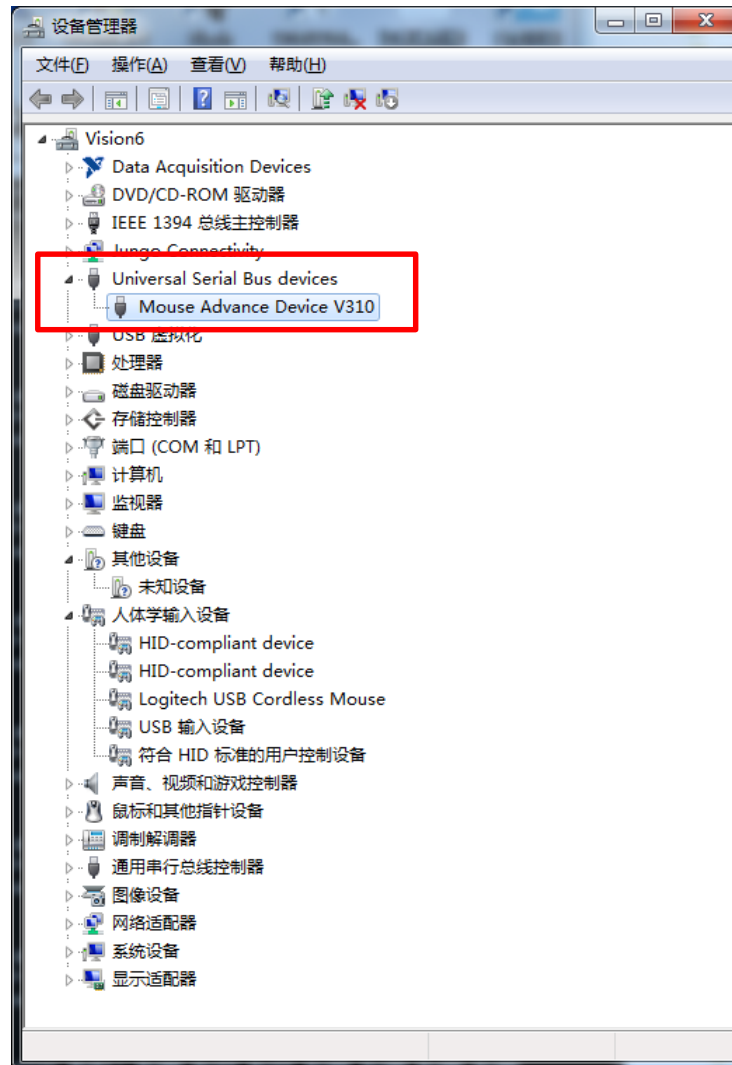 设备管理器
文件(F) 操作(A) 查看(V) 帮助(H)
Vision6
Data Acquisition Devices
DVD/CD-ROM 驱动器
IEEE 1394 总线主控制器
Jungo Connectivity
Universal Serial Bus devices
Mouse Advance Device V310
USB 虚拟化
处理器
磁盘驱动器
存储控制器
端口 (COM 和 LPT)
计算机
监视器
键盘
其他设备
未知设备
人体学输入设备
HID-compliant device
HID-compliant device
Logitech USB Cordless Mouse
USB 输入设备
符合 HID 标准的用户控制设备
声音、视频和游戏控制器
鼠标和其他指针设备
调制解调器
通用串行总线控制器
图像设备
网络适配器
系统设备
显示适配器